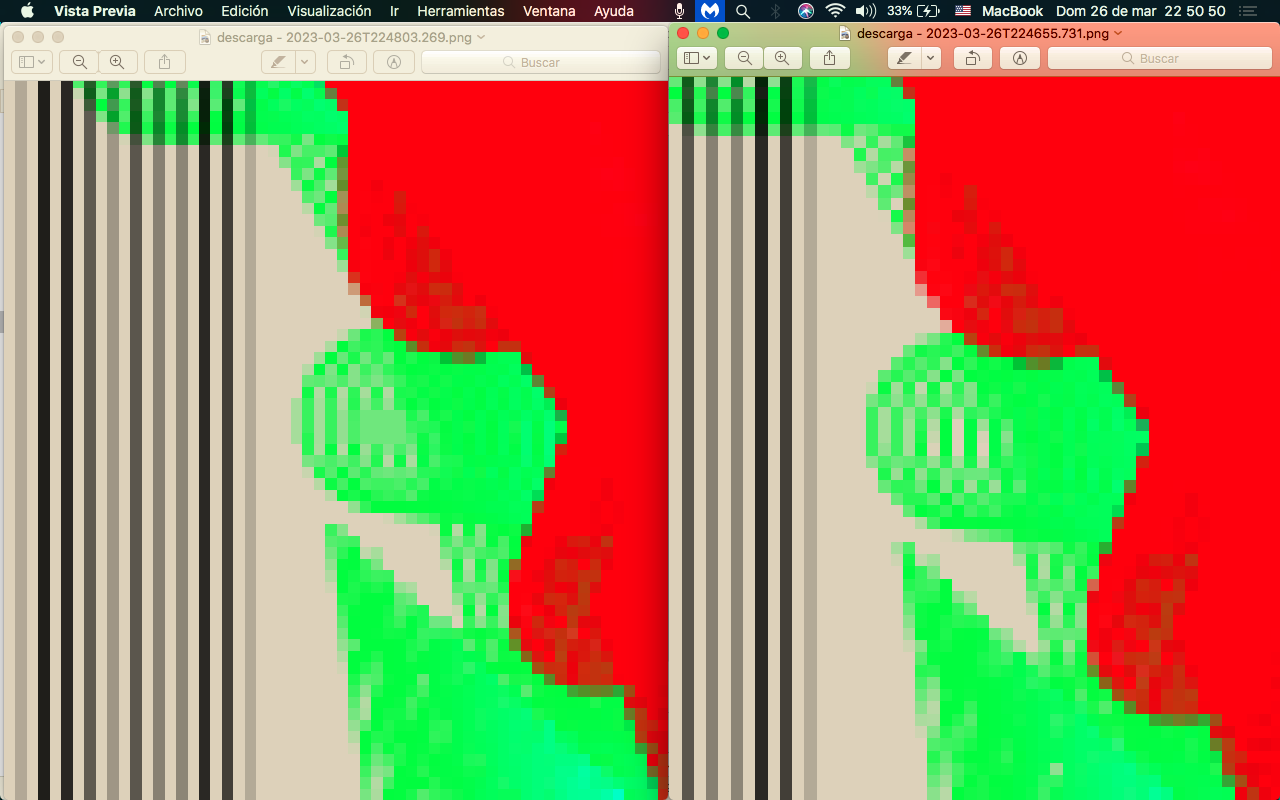 Vista Previa Archivo Edición Visualización Ir Herramientas Ventana Ayuda 33% MacBook Dom 26 de mar 22 50 50
descarga - 2023-03-26T224803.269.png
Buscar
descarga - 2023-03-26T224655.731.png
Buscar